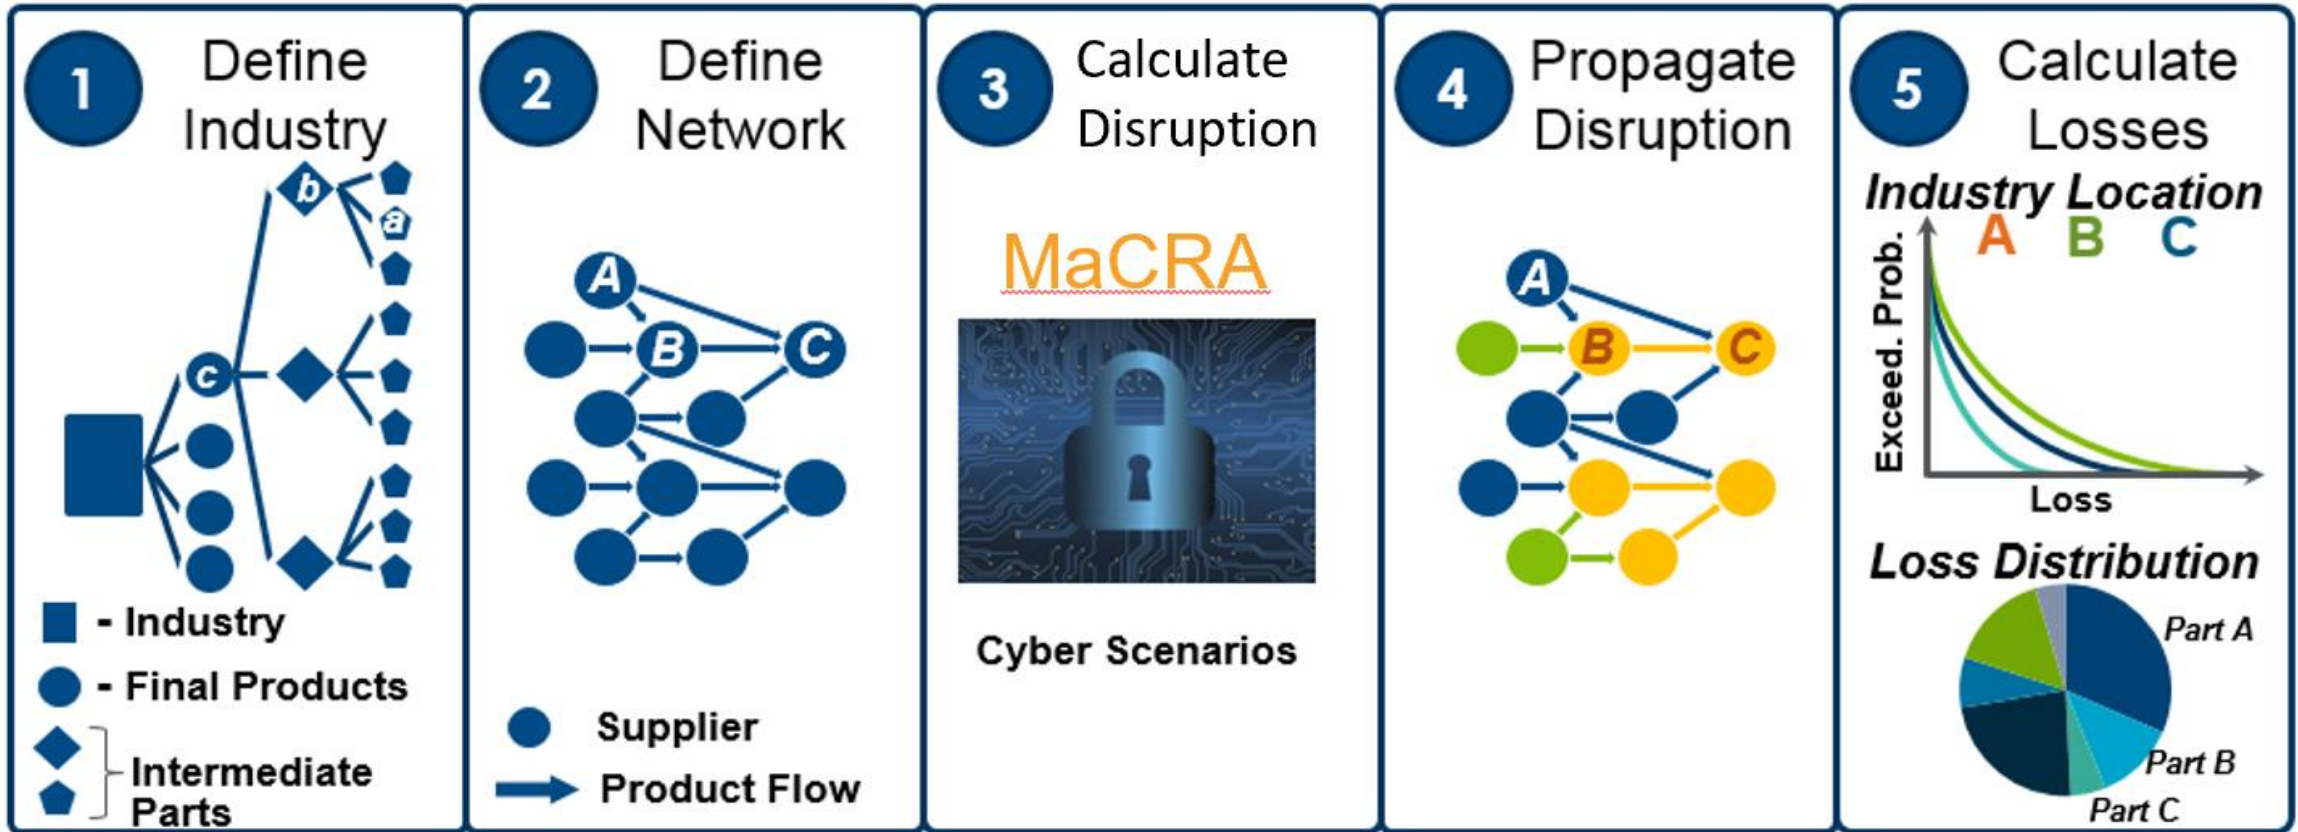 1
Define
Industry
b
a
c
- Industry
- Final Products
Intermediate
Parts
2
Define
Network
A
B
C
Supplier
Product Flow
3
Calculate
Disruption
MaCRA
Cyber Scenarios
4
Propagate
Disruption
A
B
C
5
Calculate
Losses
Industry Location
A B C
Exceed. Prob.
Loss
Loss Distribution
Part A
Part B
Part C